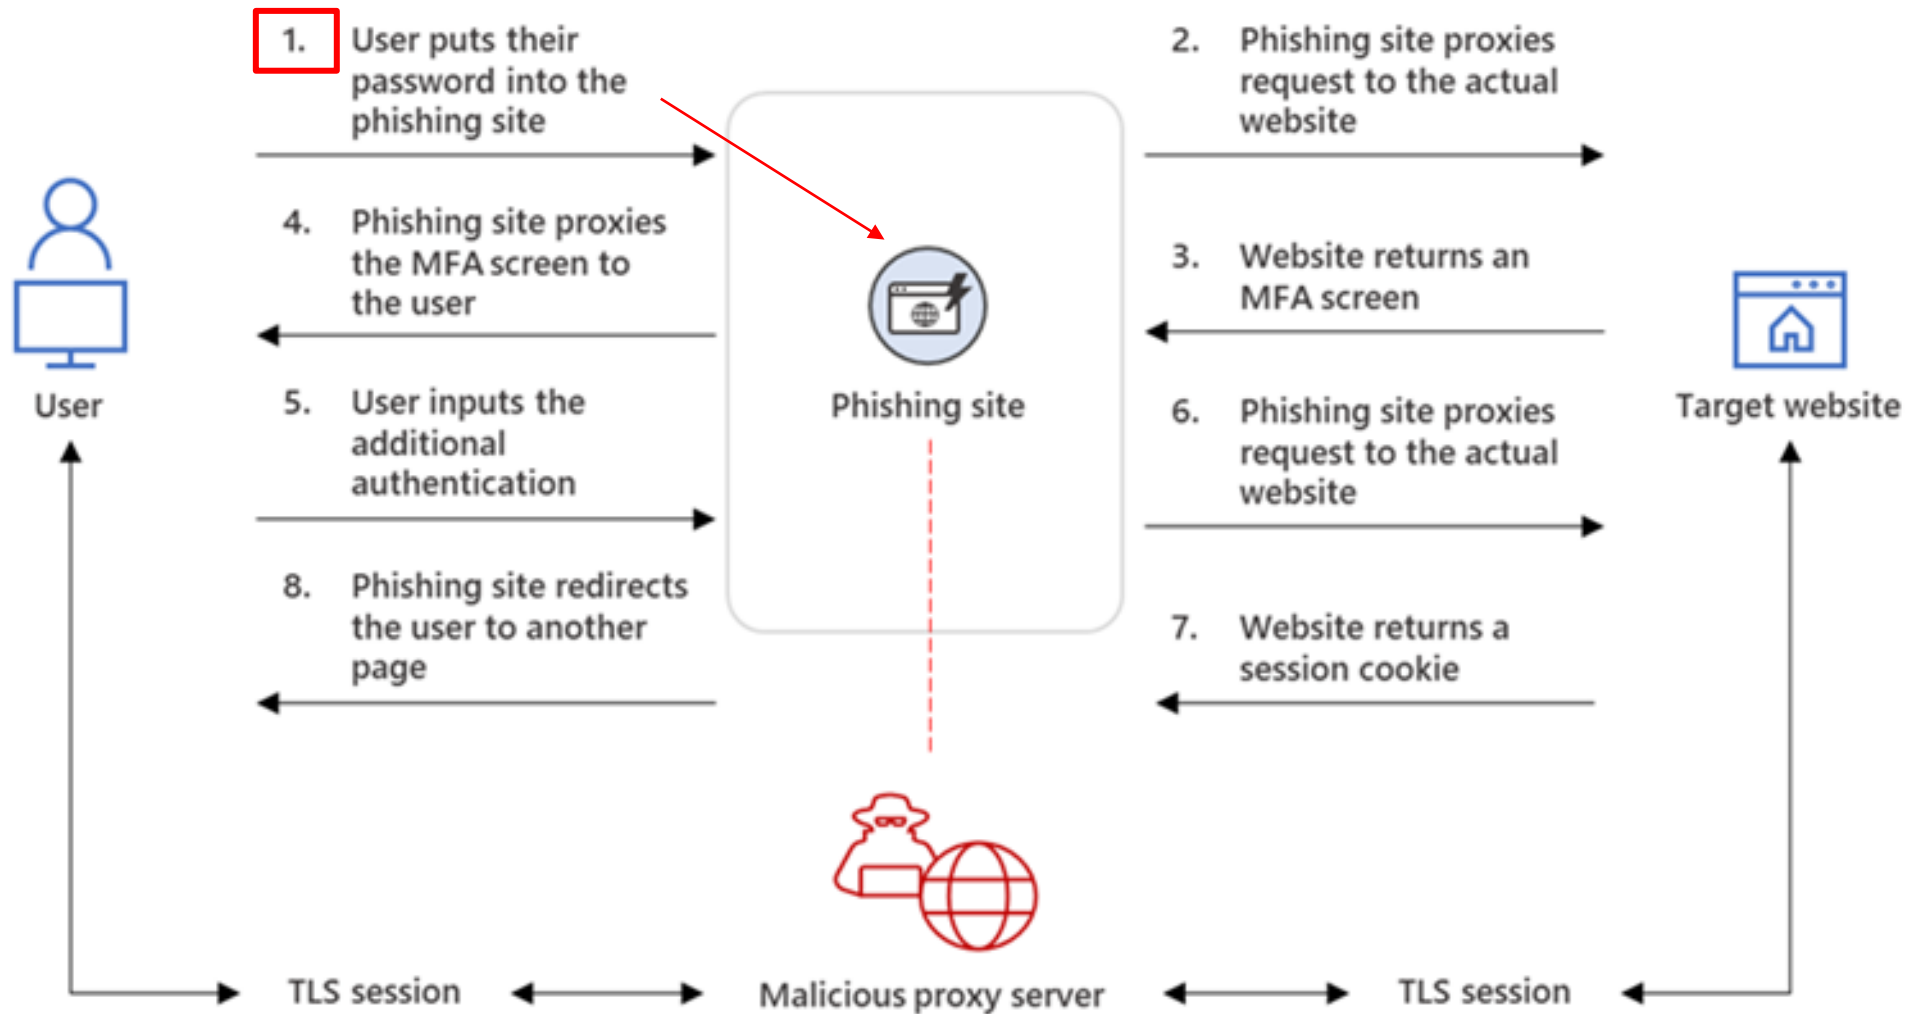 1. User puts their
password into the
phishing site
2. Phishing site proxies
request to the actual
website
4. Phishing site proxies
the MFA screen to
the user
3. Website returns an
MFA screen
User
Phishing site
Target website
5. User inputs the
additional
authentication
6. Phishing site proxies
request to the actual
website
8. Phishing site redirects
the user to another
page
7. Website returns a
session cookie
TLS session
Malicious proxy server
TLS session